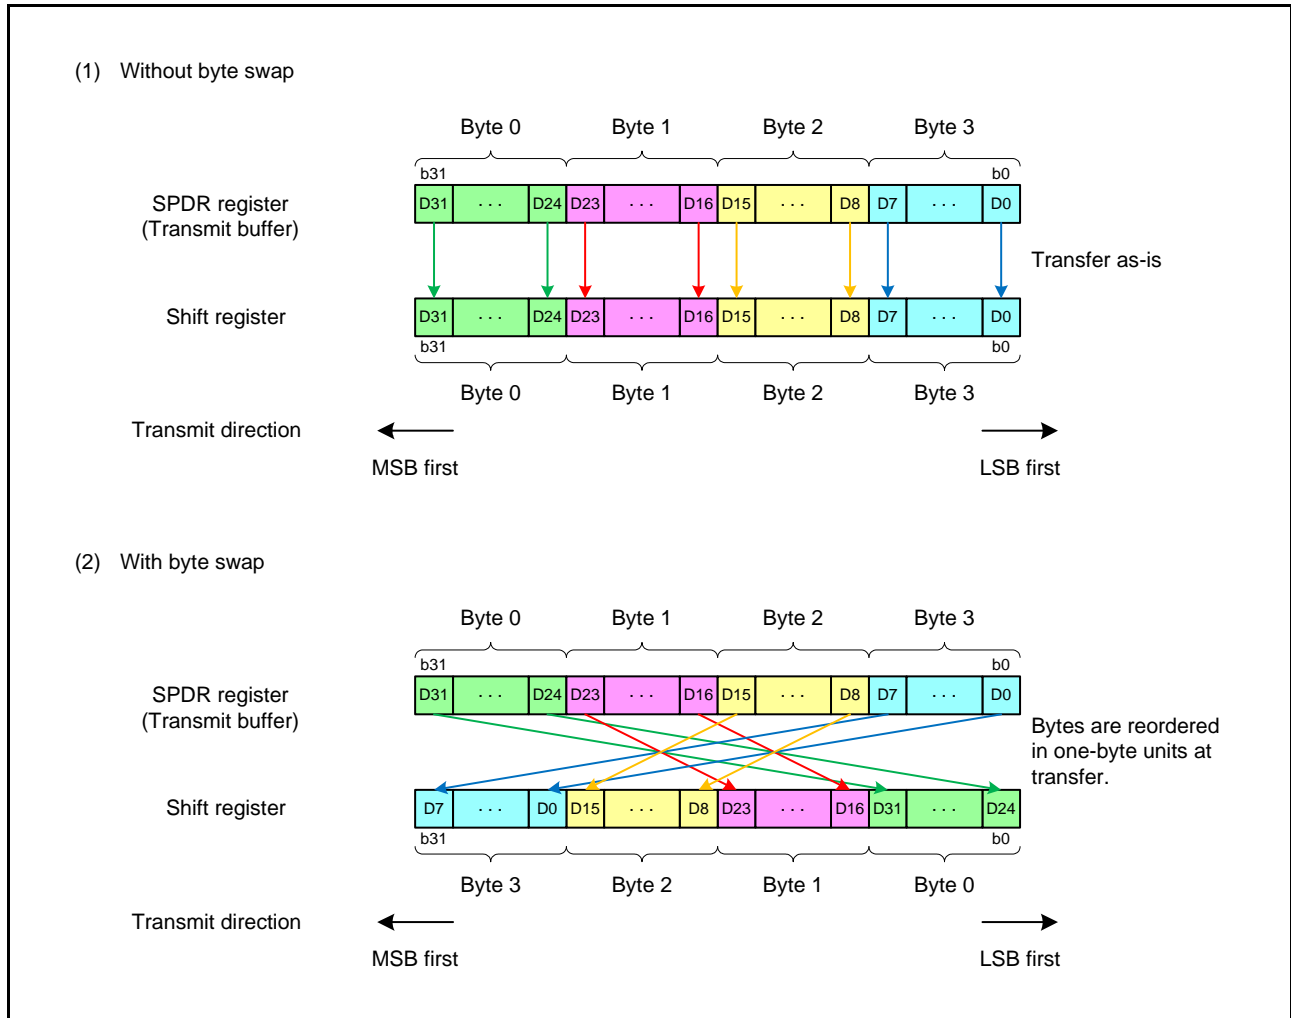 (1) Without byte swap
Byte 0 Byte 1 Byte 2 Byte 3
b31 b0
SPDR register
(Transmit buffer)
D31 · · · D24 D23 · · · D16 D15 · · · D8 D7 · · · D0
Transfer as-is
Shift register
D31 · · · D24 D23 · · · D16 D15 · · · D8 D7 · · · D0
b31 b0
Byte 0 Byte 1 Byte 2 Byte 3
Transmit direction
MSB first LSB first
(2) With byte swap
Byte 0 Byte 1 Byte 2 Byte 3
b31 b0
SPDR register
(Transmit buffer)
D31 · · · D24 D23 · · · D16 D15 · · · D8 D7 · · · D0
Bytes are reordered
in one-byte units at
transfer.
Shift register
D7 · · · D0 D15 · · · D8 D23 · · · D16 D31 · · · D24
b31 b0
Byte 3 Byte 2 Byte 1 Byte 0
Transmit direction
MSB first LSB first